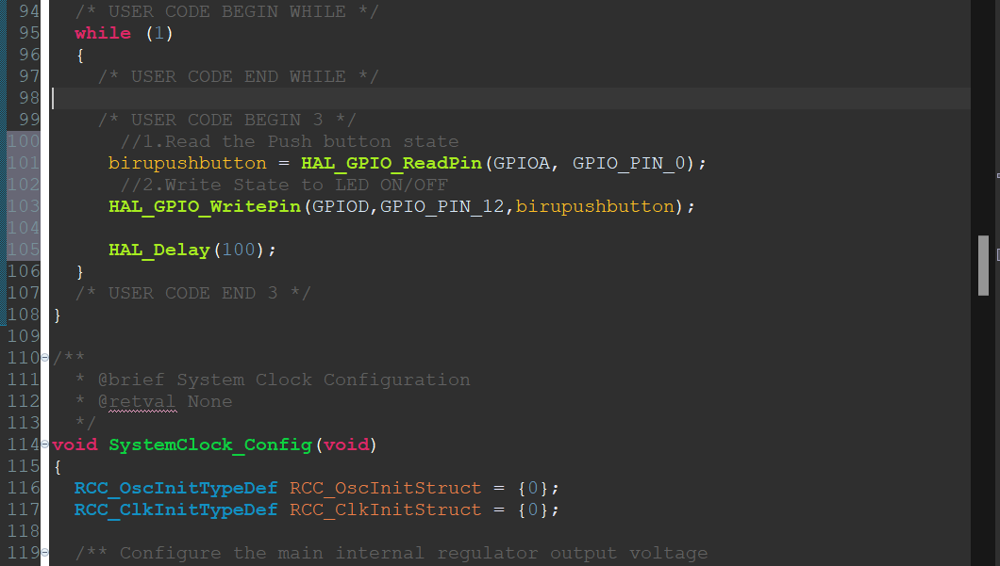 94 /* USER CODE BEGIN WHILE */
95 while (1)
96 {
97 /* USER CODE END WHILE */
98
99 /* USER CODE BEGIN 3 */
100 //1.Read the Push button state
101 birupushbutton = HAL_GPIO_ReadPin(GPIOA, GPIO_PIN_0);
102 //2.Write State to LED ON/OFF
103 HAL_GPIO_WritePin(GPIOD,GPIO_PIN_12,birupushbutton);
104
105 HAL_Delay(100);
106 }
107 /* USER CODE END 3 */
108 }
109
110 /**
111 * @brief System Clock Configuration
112 * @retval None
113 */
114 void SystemClock_Config(void)
115 {
116 RCC_OscInitTypeDef RCC_OscInitStruct = {0};
117 RCC_ClkInitTypeDef RCC_ClkInitStruct = {0};
118
119 /** Configure the main internal regulator output voltage